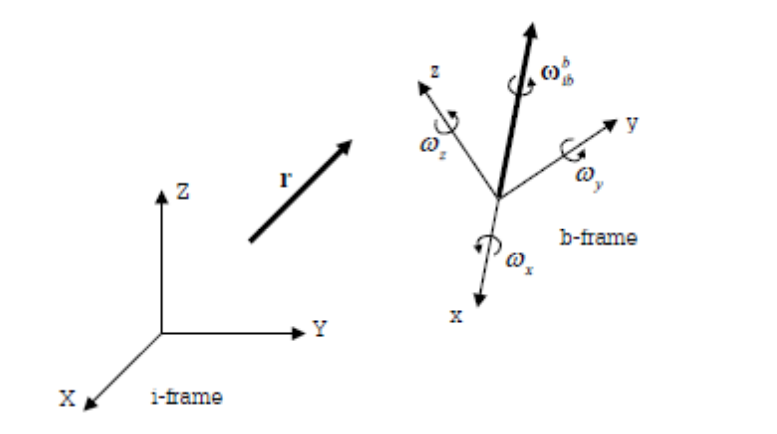 z
ω^b_ib
y
ω_z
r
ω_y
Z
b-frame
ω_x
x
Y
X
i-frame